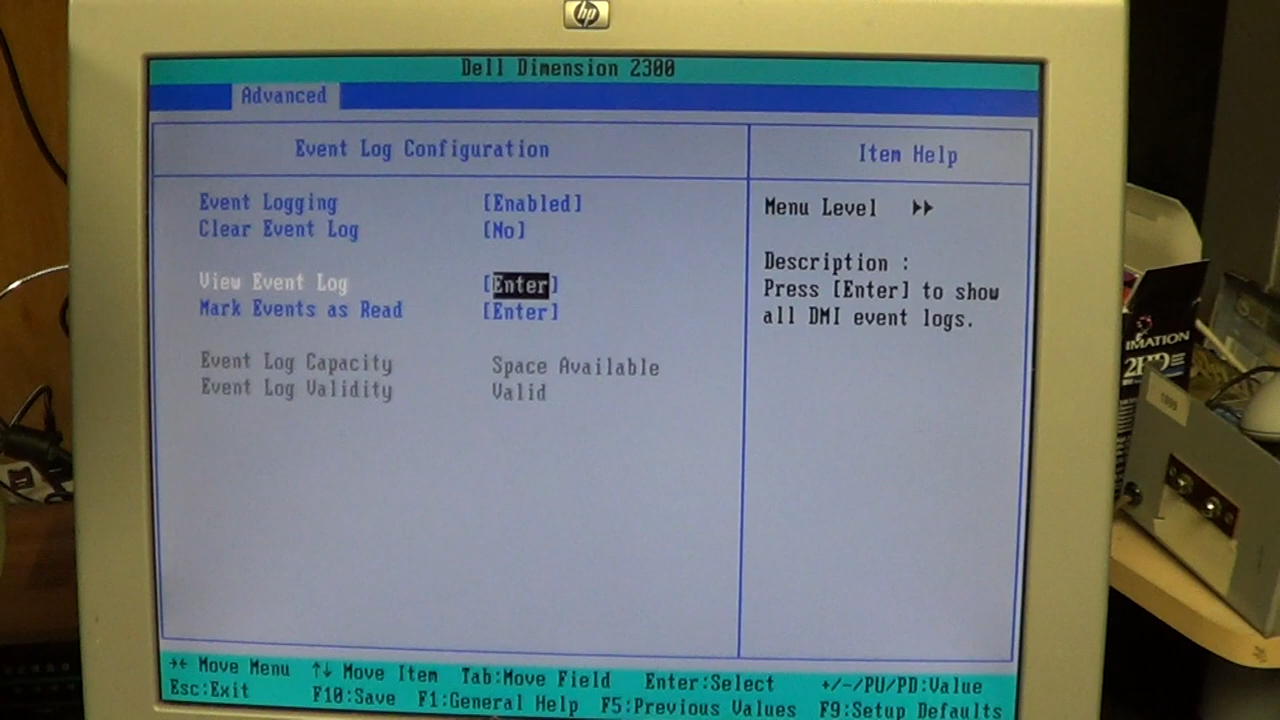 hp
Dell Dimension 2300
Advanced
Event Log Configuration
Item Help
Event Logging [Enabled]
Clear Event Log [No]
View Event Log [Enter]
Mark Events as Read [Enter]
Event Log Capacity Space Available
Event Log Validity Valid
Menu Level ▶▶
Description :
Press [Enter] to show
all DMI event logs.
→← Move Menu ↑↓ Move Item Tab:Move Field Enter:Select +/-/PU/PD:Value
Esc:Exit F10:Save F1:General Help F5:Previous Values F9:Setup Defaults
IMATION
2HD